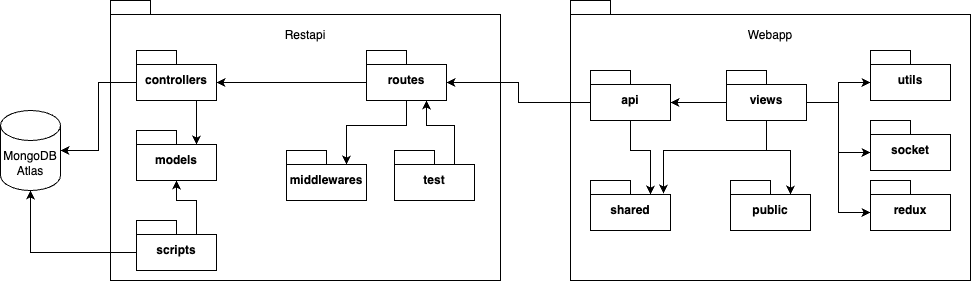 Restapi
Webapp
controllers
routes
utils
api
views
MongoDB
Atlas
models
socket
middlewares
test
shared
public
redux
scripts